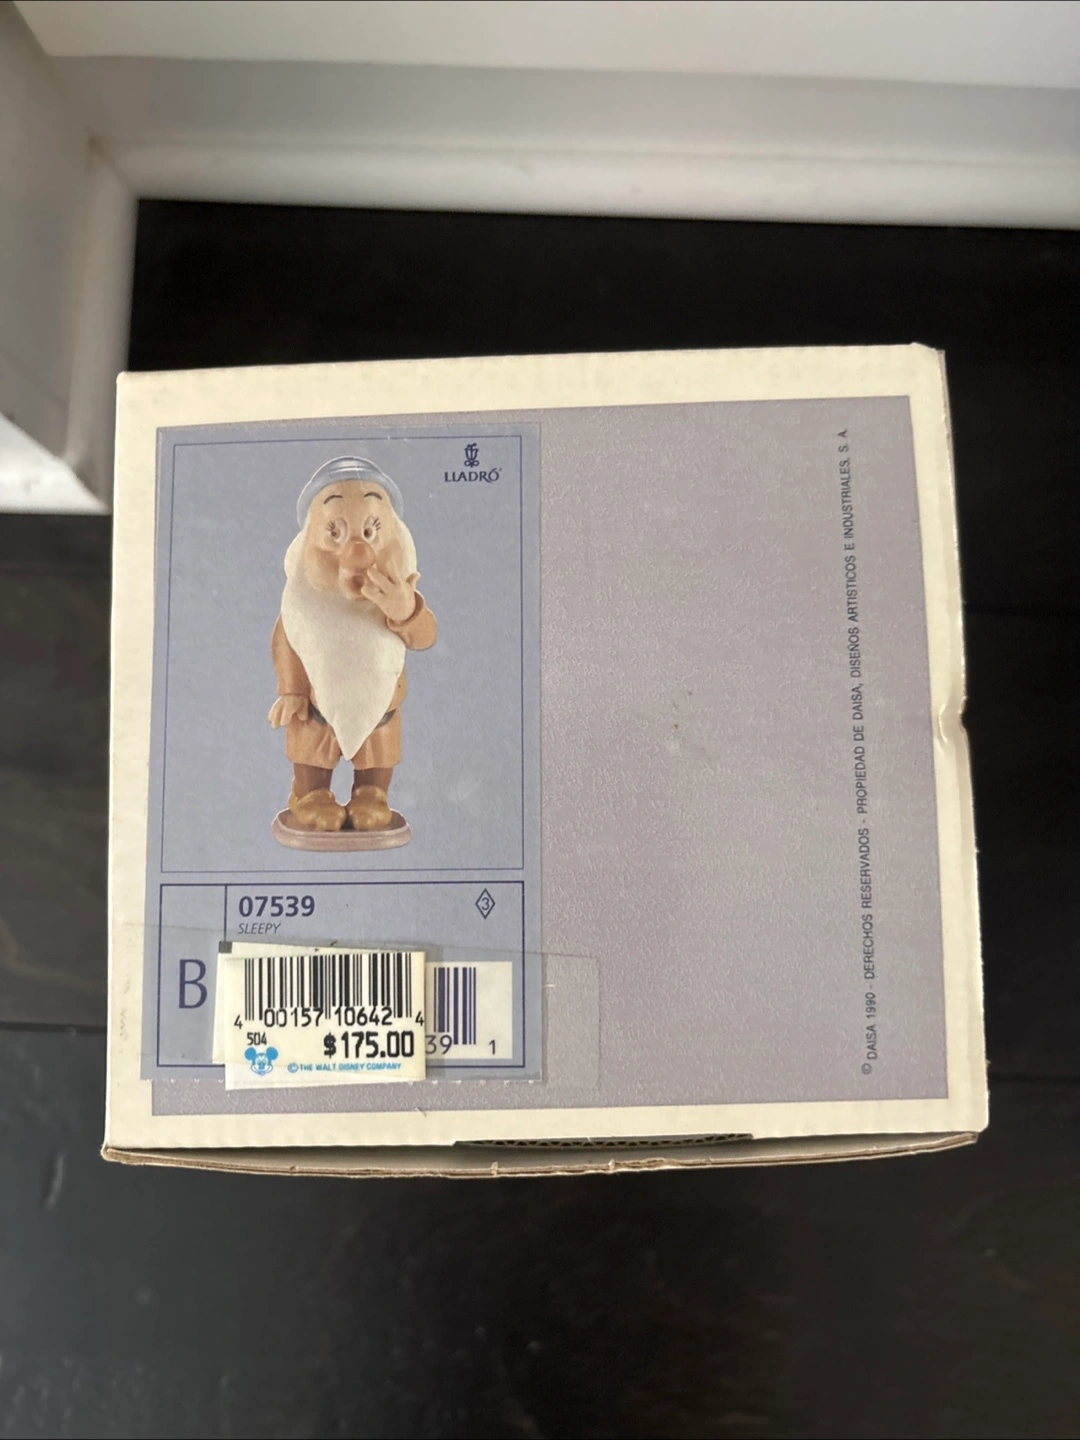 LLADRÓ
07539
3
SLEEPY
B
4 00157 10642 4
504
$175.00
© THE WALT DISNEY COMPANY
39 1
© DAISA 1990 - DERECHOS RESERVADOS - PROPIEDAD DE DAISA, DISEÑOS ARTISTICOS E INDUSTRIALES. S. A.